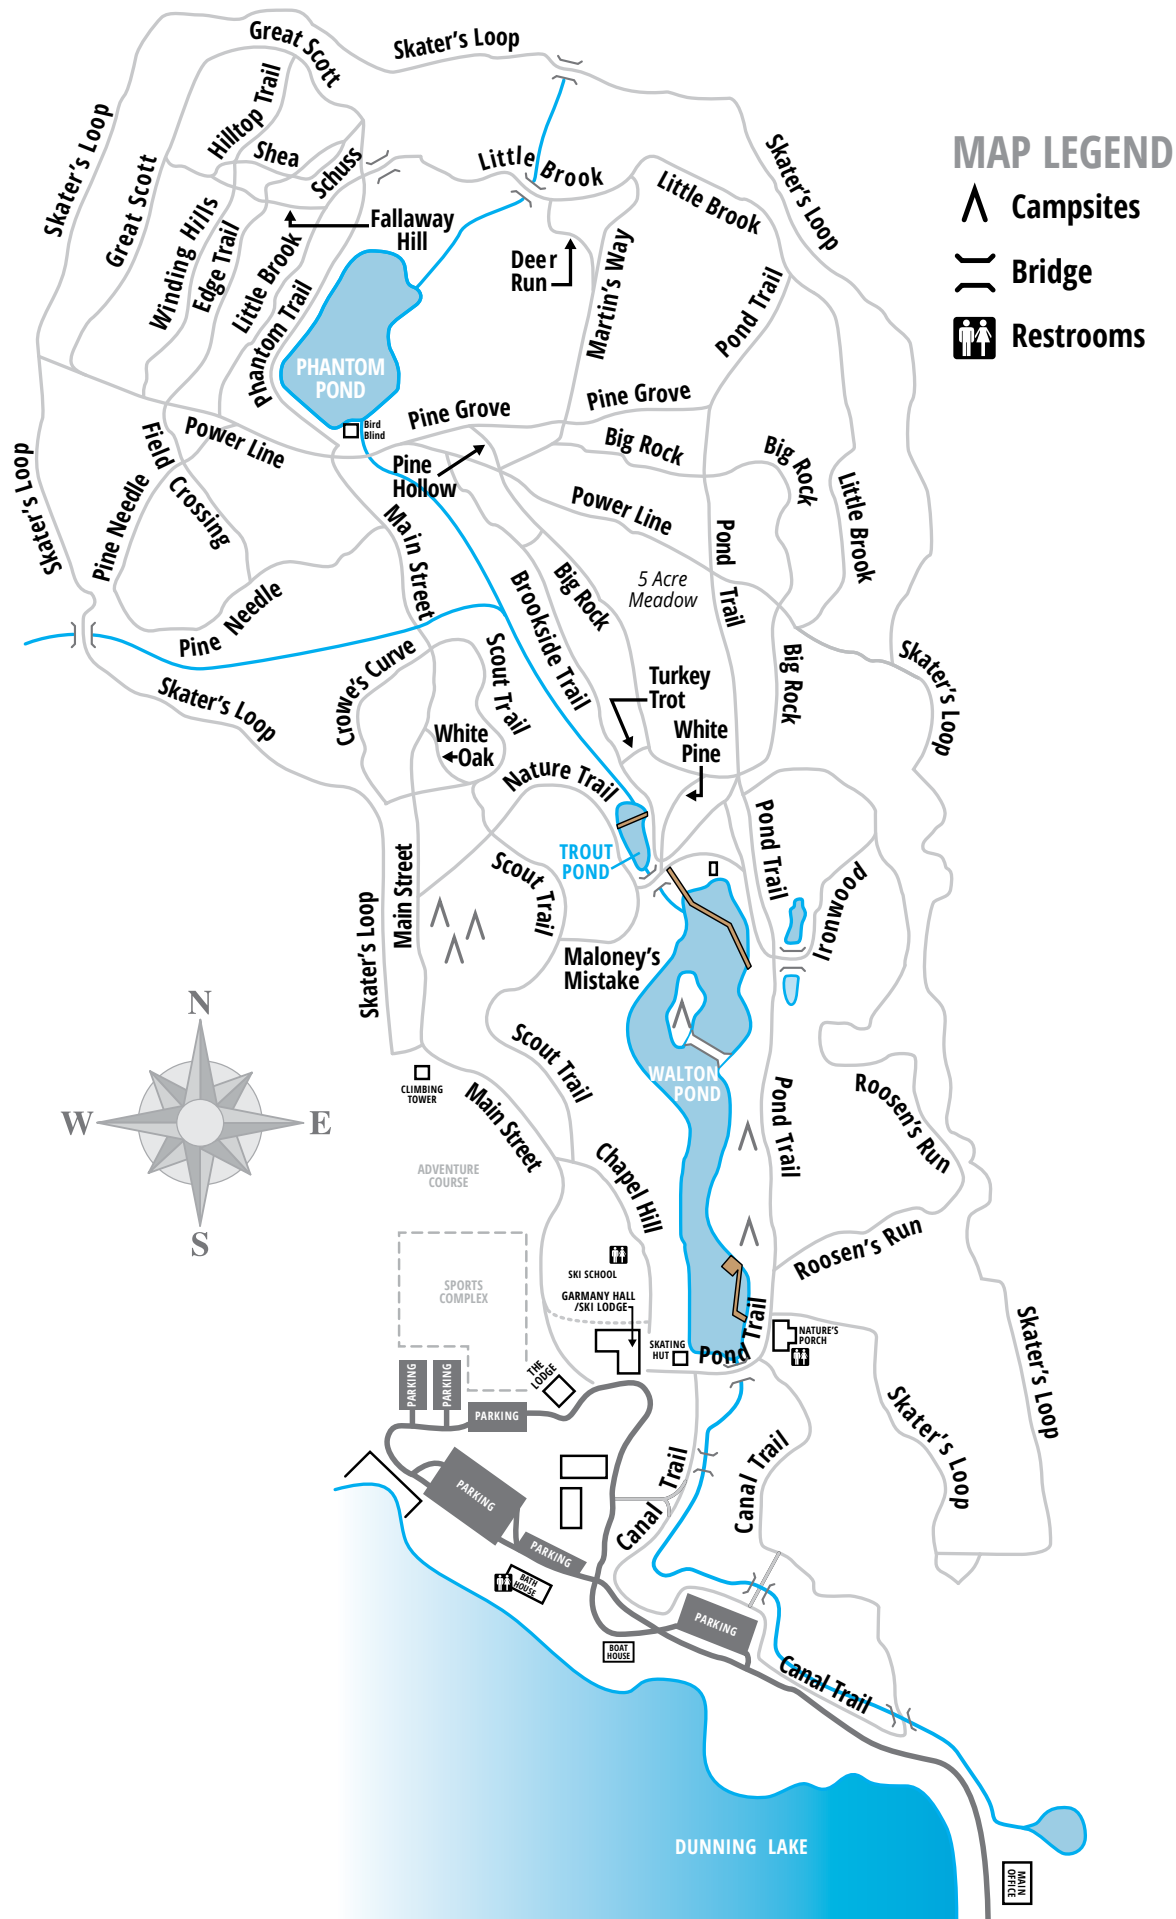 Great Scott
Skater's Loop
MAP LEGEND
Campsites
Bridge
Restrooms
Skater's Loop
Hilltop Trail
Shea
Schuss
Little Brook
Little Brook
Skater's Loop
Great Scott
Winding Hills
Edge Trail
Little Brook
Phantom Trail
Fallaway
Hill
Deer
Run
Martin's Way
Pond Trail
PHANTOM
POND
Bird
Blind
Pine Grove
Pine Grove
Power Line
Field Crossing
Pine Needle
Skater's Loop
Pine
Hollow
Big Rock
Big Rock
Little Brook
Power Line
Main Street
Pond Trail
5 Acre
Meadow
Big Rock
Brookside Trail
Pine Needle
Crowe's Curve
Scout Trail
Skater's Loop
White
Oak
Turkey
Trot
White
Pine
Big Rock
Skater's Loop
Nature Trail
TROUT
POND
Pond Trail
Ironwood
Scout Trail
Main Street
Skater's Loop
Maloney's
Mistake
N
W
E
S
Scout Trail
WALTON
POND
CLIMBING
TOWER
Main Street
Pond Trail
Roosen's Run
ADVENTURE
COURSE
Chapel Hill
Roosen's Run
SPORTS
COMPLEX
SKI SCHOOL
GARMANY HALL
/SKI LODGE
SKATING
HUT
Pond Trail
NATURE'S
PORCH
Skater's Loop
THE
LODGE
PARKING
PARKING
PARKING
Skater's Loop
Canal Trail
Canal Trail
PARKING
PARKING
BATH
HOUSE
PARKING
BOAT
HOUSE
Canal Trail
DUNNING LAKE
MAIN
OFFICE